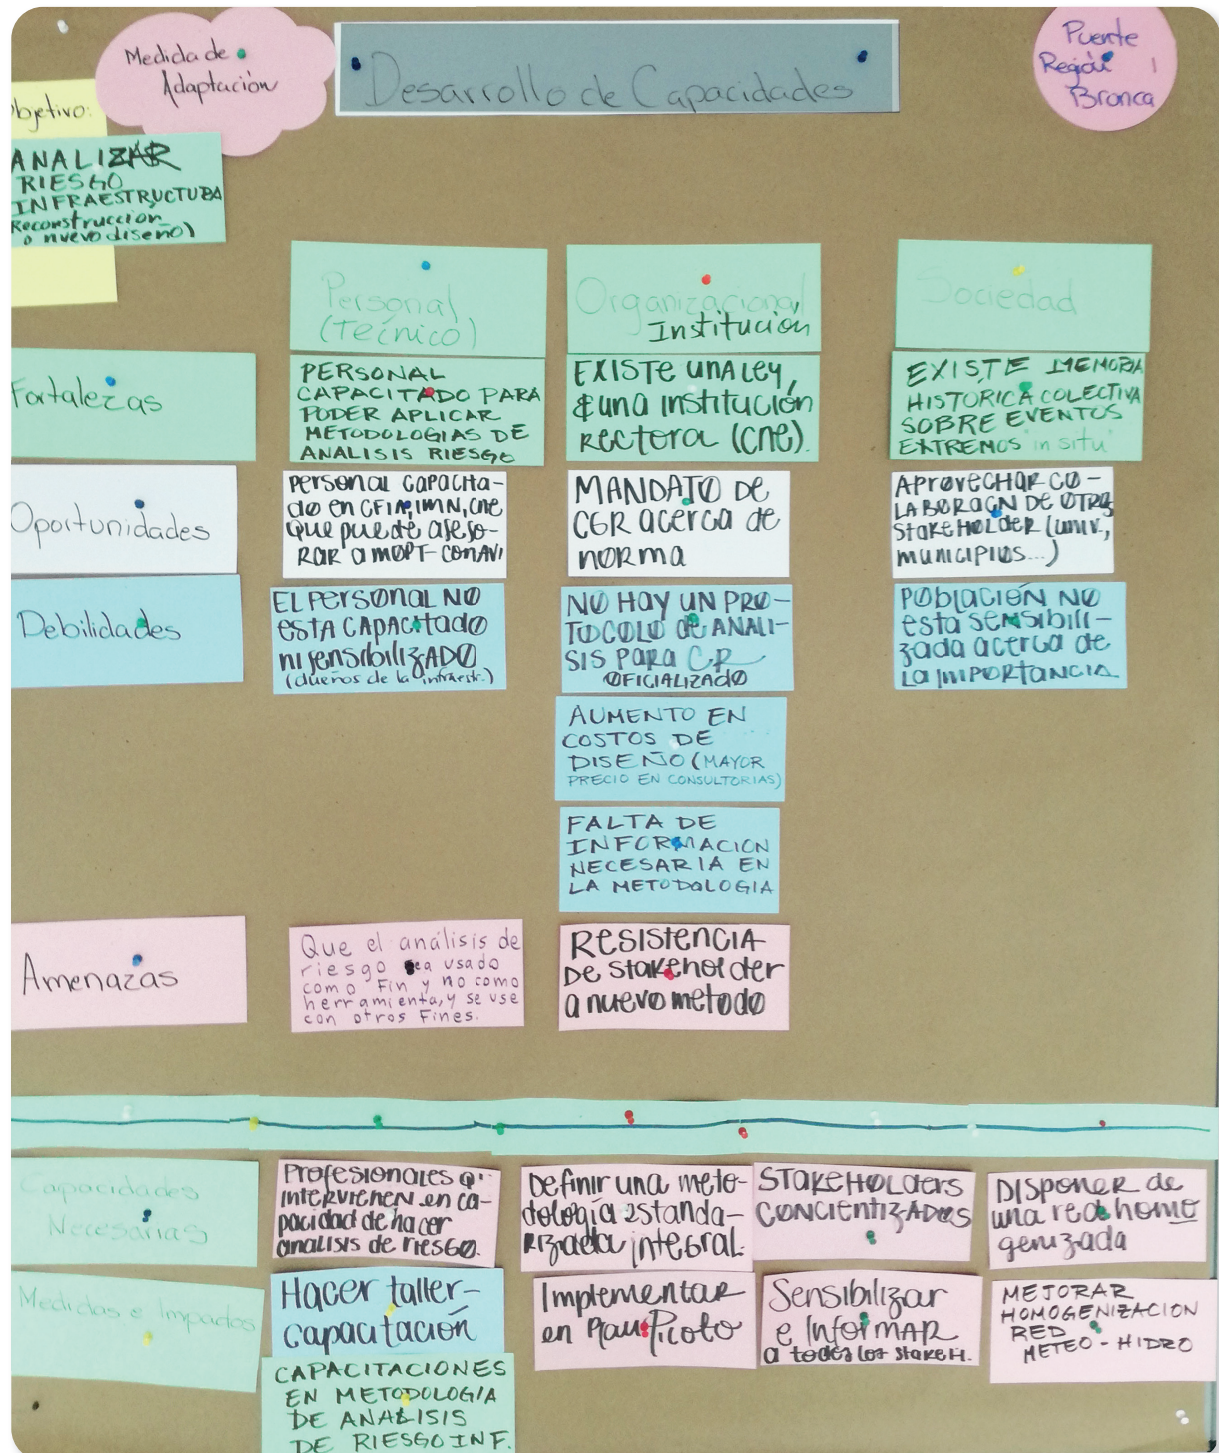 Medida de
Adaptación
Desarrollo de Capacidades
Puente
Región 1
Bronca
bjetivo:
ANALIZAR
RIESGO
INFRAESTRUCTURA
Reconstrucción
o nuevo diseño)
Personal
(Técnico)
Organizacional
Institución
Sociedad
Fortalezas
PERSONAL
CAPACITADO PARA
PODER APLICAR
METODOLOGIAS DE
ANALISIS RIESGO
EXISTE UNA LEY,
& una institución
Rectora (CNE).
EXISTE MEMORIA
HISTÓRICA COLECTIVA
SOBRE EVENTOS
EXTREMOS "in situ"
Oportunidades
Personal capacita-
do en CFIA, IMN, CNE
que puede aseso-
RAR a MOPT-CONAVI
MANDATO DE
CGR acerca de
norma
APROVECHAR CO-
LABORACN DE OTRS
STAKEHOLDER (UNIV.,
MUNICIPIOS...)
Debilidades
EL PERSONAL NO
esta CAPACitado
ni sensibilizADO
(dueños de la infraestr.)
NO HAY UN PRO-
TOCOLO de ANALI-
SIS PARA CR
OFICIALIZADO
POBLACIÓN NO
esta sensibili-
zada acerca de
LA IMPORTANCIA.
AUMENTO EN
COSTOS DE
DISEÑO (MAYOR
PRECIO EN CONSULTORIAS)
FALTA DE
INFORMACION
NECESARIA EN
LA METODOLOGIA
Amenazas
Que el análisis de
riesgo sea usado
como Fin y no como
herramienta, y se use
con otros Fines.
RESISTENCIA
DE stakeholder
a nuevo metodo
Capacidades
Necesarias
Profesionales q'
INTERVIENEN en ca-
pacidad de hacer
analisis de riesgo.
Definir una meto-
dología estanda-
rizada integral.
STAKEHOLDERS
CONCIENTIZADOS
DISPONER de
una red homo
genizada
Medidas e Impactos
Hacer taller-
capacitación
Implementar
en Plan Piloto
Sensibilizar
e InforMAR
a todos los stakeH.
MEJORAR
HOMOGENIZACION
RED
METEO-HIDRO
CAPACITACIONES
EN METODOLOGIA
DE ANALISIS
DE RIESGO INF.